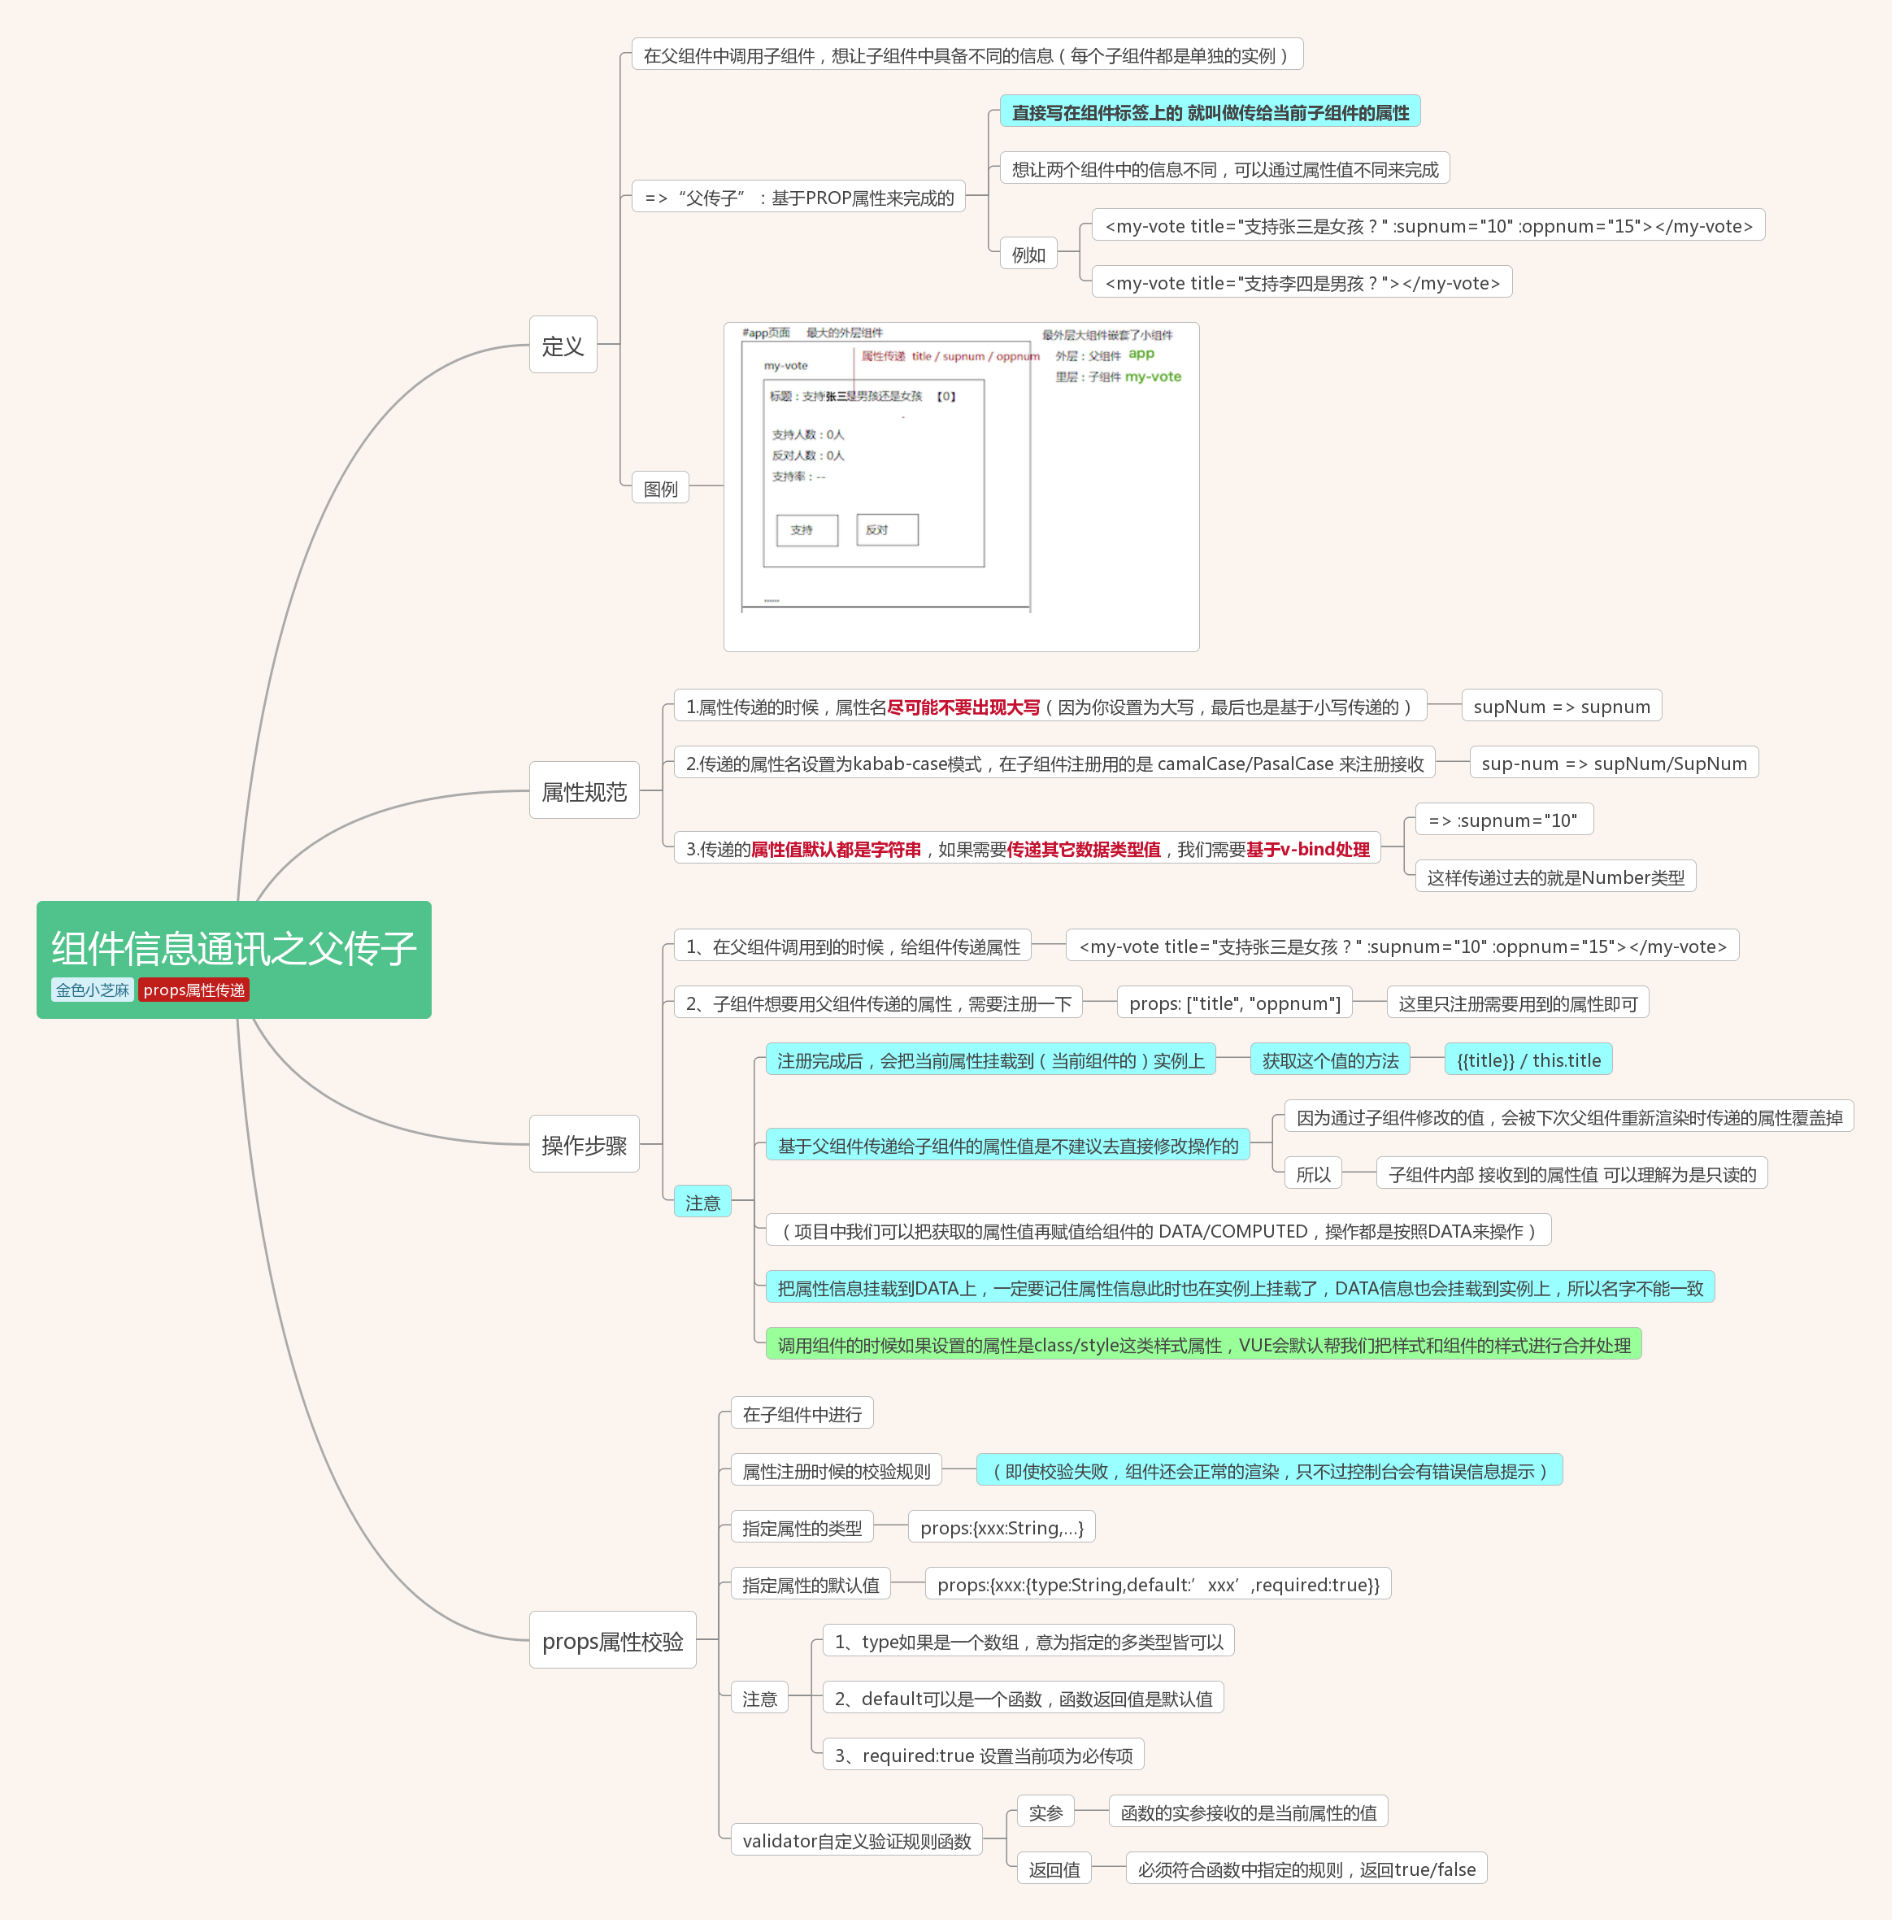 组件信息通讯之父传子
金色小芝麻
props属性传递
定义
在父组件中调用子组件，想让子组件中具备不同的信息（每个子组件都是单独的实例）
=>“父传子”：基于PROP属性来完成的
直接写在组件标签上的 就叫做传给当前子组件的属性
想让两个组件中的信息不同，可以通过属性值不同来完成
例如
<my-vote title="支持张三是女孩？" :supnum="10" :oppnum="15"></my-vote>
<my-vote title="支持李四是男孩？"></my-vote>
图例
#app页面 最大的外层组件
最外层大组件嵌套了小组件
属性传递 title / supnum / oppnum
外层：父组件 app
my-vote
里层：子组件 my-vote
标题：支持张三是男孩还是女孩 【0】
支持人数：0人
反对人数：0人
支持率：--
支持
反对
......
属性规范
1.属性传递的时候，属性名尽可能不要出现大写（因为你设置为大写，最后也是基于小写传递的）
supNum => supnum
2.传递的属性名设置为kabab-case模式，在子组件注册用的是 camalCase/PasalCase 来注册接收
sup-num => supNum/SupNum
3.传递的属性值默认都是字符串，如果需要传递其它数据类型值，我们需要基于v-bind处理
=> :supnum="10"
这样传递过去的就是Number类型
操作步骤
1、在父组件调用到的时候，给组件传递属性
<my-vote title="支持张三是女孩？" :supnum="10" :oppnum="15"></my-vote>
2、子组件想要用父组件传递的属性，需要注册一下
props: ["title", "oppnum"]
这里只注册需要用到的属性即可
注意
注册完成后，会把当前属性挂载到（当前组件的）实例上
获取这个值的方法
{{title}} / this.title
基于父组件传递给子组件的属性值是不建议去直接修改操作的
因为通过子组件修改的值，会被下次父组件重新渲染时传递的属性覆盖掉
所以
子组件内部 接收到的属性值 可以理解为是只读的
（项目中我们可以把获取的属性值再赋值给组件的 DATA/COMPUTED，操作都是按照DATA来操作）
把属性信息挂载到DATA上，一定要记住属性信息此时也在实例上挂载了，DATA信息也会挂载到实例上，所以名字不能一致
调用组件的时候如果设置的属性是class/style这类样式属性，VUE会默认帮我们把样式和组件的样式进行合并处理
props属性校验
在子组件中进行
属性注册时候的校验规则
（即使校验失败，组件还会正常的渲染，只不过控制台会有错误信息提示）
指定属性的类型
props:{xxx:String,...}
指定属性的默认值
props:{xxx:{type:String,default:’xxx’,required:true}}
注意
1、type如果是一个数组，意为指定的多类型皆可以
2、default可以是一个函数，函数返回值是默认值
3、required:true 设置当前项为必传项
validator自定义验证规则函数
实参
函数的实参接收的是当前属性的值
返回值
必须符合函数中指定的规则，返回true/false